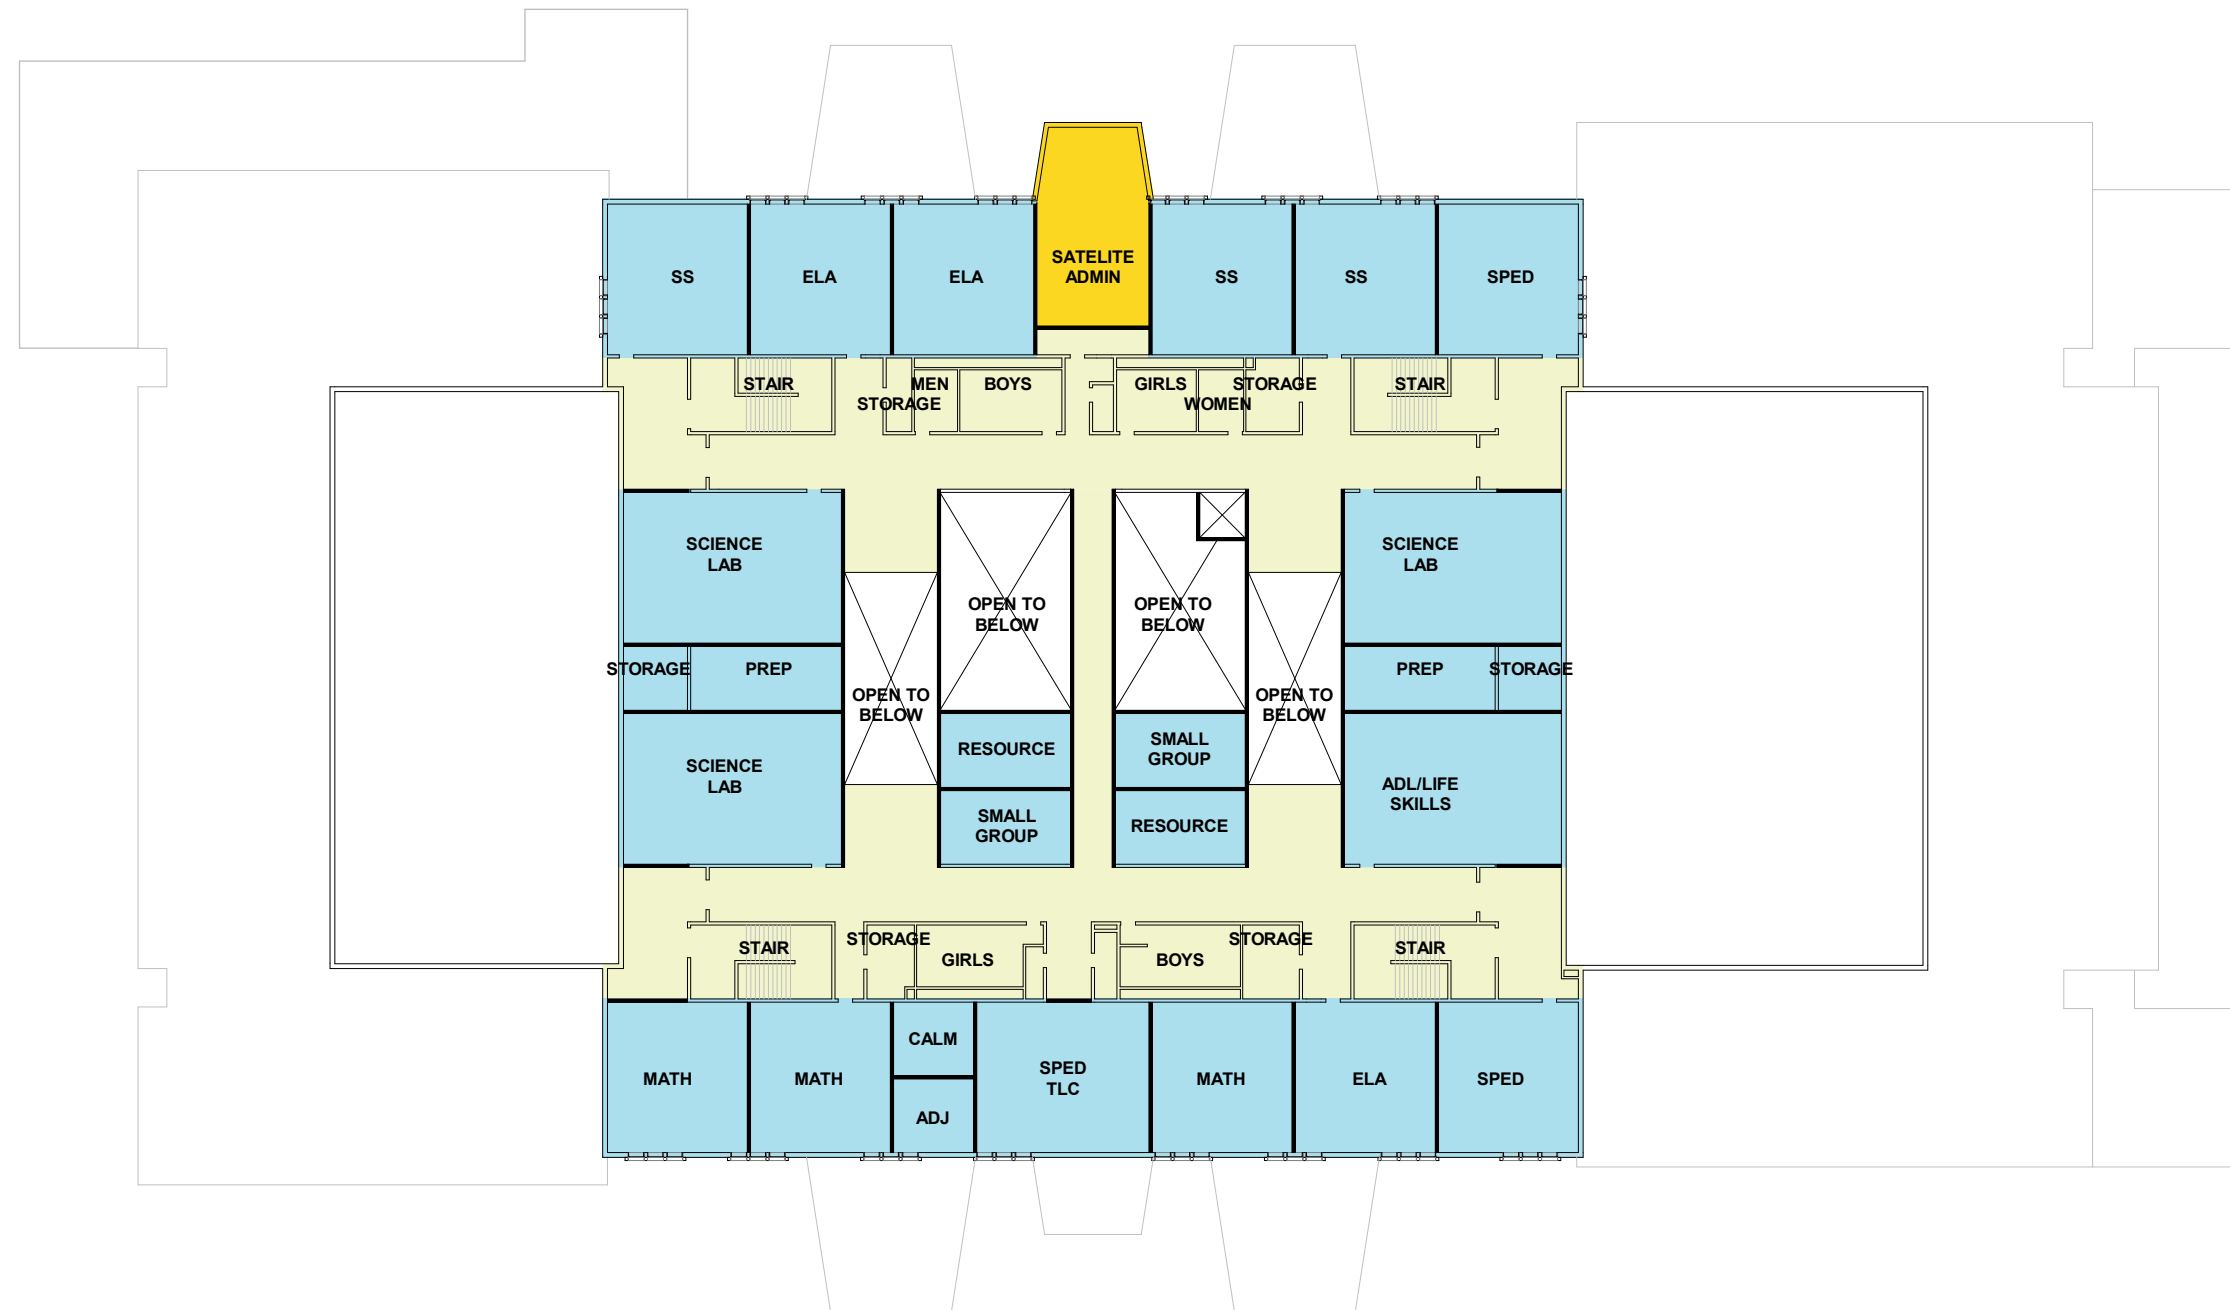 SATELITE
ADMIN
SS
ELA
ELA
SS
SS
SPED
STAIR
MEN
BOYS
GIRLS
STORAGE
STAIR
STORAGE
WOMEN
SCIENCE
LAB
SCIENCE
LAB
OPEN TO
BELOW
OPEN TO
BELOW
STORAGE
PREP
PREP
STORAGE
OPEN TO
BELOW
OPEN TO
BELOW
RESOURCE
SMALL
GROUP
SCIENCE
LAB
ADL/LIFE
SKILLS
SMALL
GROUP
RESOURCE
STAIR
STORAGE
GIRLS
BOYS
STORAGE
STAIR
CALM
MATH
MATH
SPED
TLC
MATH
ELA
SPED
ADJ